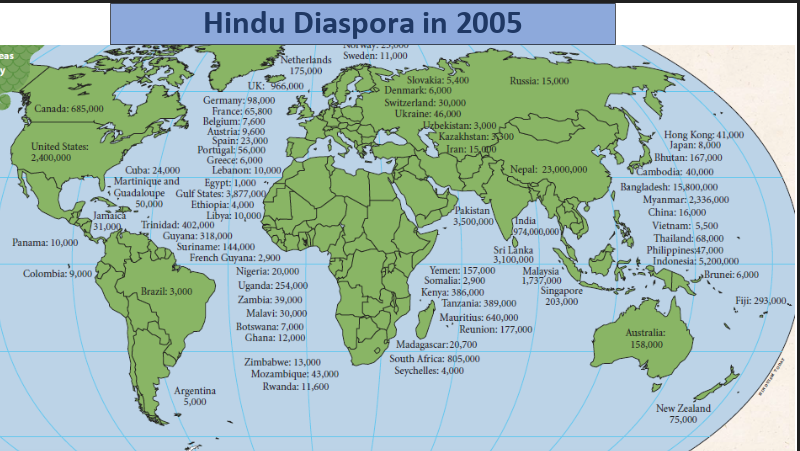 Hindu Diaspora in 2005
eas
y
Norway: 25,000
Sweden: 11,000
Netherlands
175,000
UK: 966,000
Slovakia: 5,400
Denmark: 6,000
Switzerland: 30,000
Ukraine: 46,000
Uzbekistan: 3,000
Kazakhstan: 3,300
Iran: 15,000
Russia: 15,000
Canada: 685,000
United States:
2,400,000
Germany: 98,000
France: 65,800
Belgium: 7,600
Austria: 9,600
Spain: 23,000
Portugal: 56,000
Greece: 6,000
Lebanon: 10,000
Egypt: 1,000
Gulf States: 3,877,000
Ethiopia: 4,000
Libya: 10,000
Cuba: 24,000
Martinique and
Guadaloupe
50,000
Jamaica
31,000
Trinidad: 402,000
Guyana: 318,000
Suriname: 144,000
French Guyana: 2,900
Panama: 10,000
Colombia: 9,000
Brazil: 3,000
Argentina
5,000
Nigeria: 20,000
Uganda: 254,000
Zambia: 39,000
Malavi: 30,000
Botswana: 7,000
Ghana: 12,000
Zimbabwe: 13,000
Mozambique: 43,000
Rwanda: 11,600
Yemen: 157,000
Somalia: 2,900
Kenya: 386,000
Tanzania: 389,000
Mauritius: 640,000
Reunion: 177,000
Madagascar: 20,700
South Africa: 805,000
Seychelles: 4,000
Nepal: 23,000,000
Pakistan
3,500,000
India
974,000,000
Sri Lanka
3,100,000
Malaysia
1,737,000
Singapore
203,000
Hong Kong: 41,000
Japan: 8,000
Bhutan: 167,000
Cambodia: 40,000
Bangladesh: 15,800,000
Myanmar: 2,336,000
China: 16,000
Vietnam: 5,500
Thailand: 68,000
Philippines:47,000
Indonesia: 5,200,000
Brunei: 6,000
Fiji: 293,000
Australia:
158,000
New Zealand
75,000